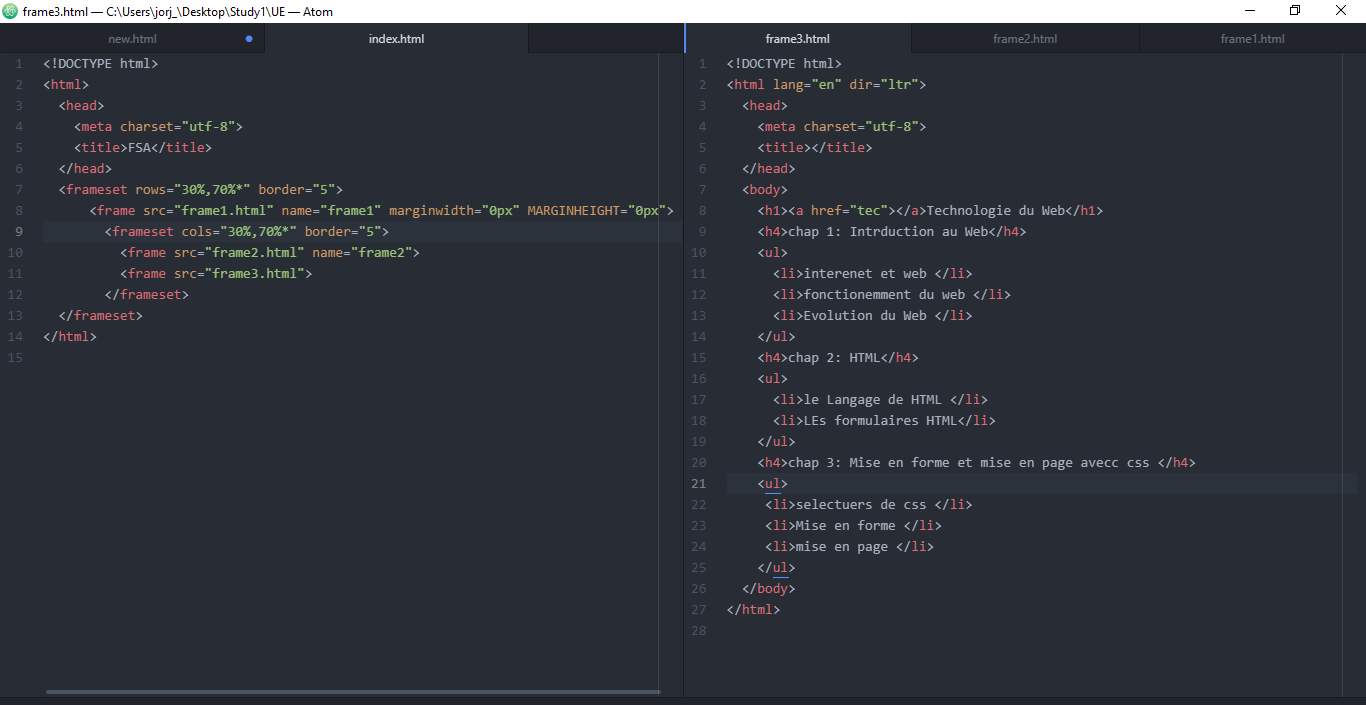 frame3.html — C:\Users\jorj_\Desktop\Study1\UE — Atom
new.html
index.html
1 <!DOCTYPE html>
2 <html>
3 <head>
4 <meta charset="utf-8">
5 <title>FSA</title>
6 </head>
7 <frameset rows="30%,70%*" border="5">
8 <frame src="frame1.html" name="frame1" marginwidth="0px" MARGINHEIGHT="0px">
9 <frameset cols="30%,70%*" border="5">
10 <frame src="frame2.html" name="frame2">
11 <frame src="frame3.html">
12 </frameset>
13 </frameset>
14 </html>
15
frame3.html
frame2.html
frame1.html
1 <!DOCTYPE html>
2 <html lang="en" dir="ltr">
3 <head>
4 <meta charset="utf-8">
5 <title></title>
6 </head>
7 <body>
8 <h1><a href="tec"></a>Technologie du Web</h1>
9 <h4>chap 1: Intrduction au Web</h4>
10 <ul>
11 <li>interenet et web </li>
12 <li>fonctionemment du web </li>
13 <li>Evolution du Web </li>
14 </ul>
15 <h4>chap 2: HTML</h4>
16 <ul>
17 <li>le Langage de HTML </li>
18 <li>LEs formulaires HTML</li>
19 </ul>
20 <h4>chap 3: Mise en forme et mise en page avecc css </h4>
21 <ul>
22 <li>selectuers de css </li>
23 <li>Mise en forme </li>
24 <li>mise en page </li>
25 </ul>
26 </body>
27 </html>
28